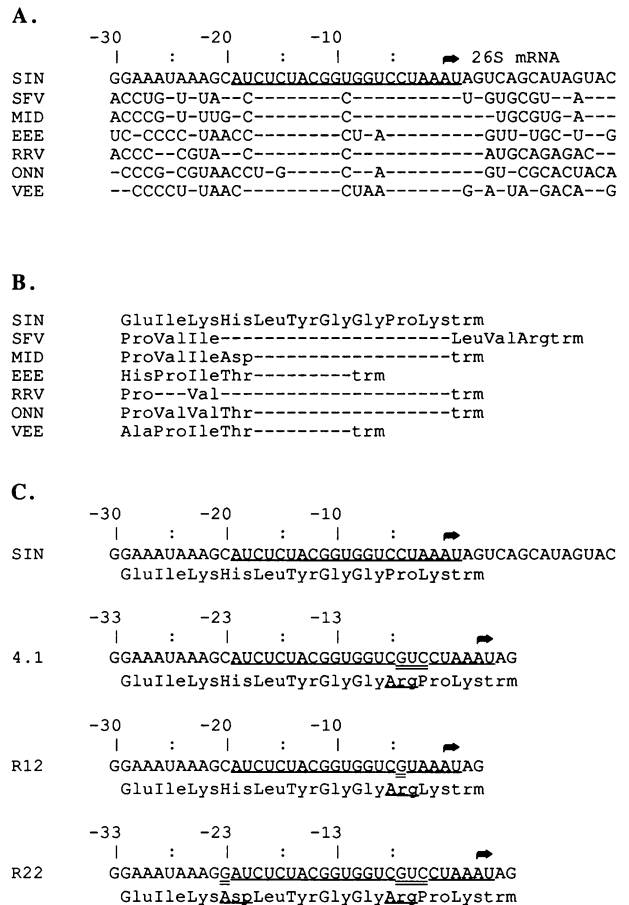 A.
-30 : -20 : -10 : 26S mRNA
SIN GGAAAUAAAGCAUCUCUACGGUGGUCCUAAAUAGUCAGCAUAGUAC
SFV ACCUG-U-UA--C--------C----------U-GUGCGU--A---
MID ACCCG-U-UUG-C--------C-------------UGCGUG-A----
EEE UC-CCCC-UAACC--------CU-A----------GUU-UGC-U--G
RRV ACCC--CGUA--C--------C------------AUGCAGAGAC--
ONN -CCCG-CGUAACCU-G-----C--A---------GU-CGCACUACA
VEE --CCCCU-UAAC---------CUAA------G-A-UA-GACA--G
B.
SIN GluIleLysHisLeuTyrGlyGlyProLystrm
SFV ProValIle---------------------LeuValArgtrm
MID ProValIleAsp------------------trm
EEE HisProIleThr---------trm
RRV Pro---Val---------------------trm
ONN ProValValThr------------------trm
VEE AlaProIleThr---------trm
C.
-30 : -20 : -10 :
SIN GGAAAUAAAGCAUCUCUACGGUGGUCCUAAAUAGUCAGCAUAGUAC
GluIleLysHisLeuTyrGlyGlyProLystrm
-33 : -23 : -13 :
4.1 GGAAAUAAAGCAUCUCUACGGUGGUCGUCCUAAAUAG
GluIleLysHisLeuTyrGlyGlyArgProLystrm
-30 : -20 : -10 :
R12 GGAAAUAAAGCAUCUCUACGGUGGUCGUAAAUAG
GluIleLysHisLeuTyrGlyGlyArgLystrm
-33 : -23 : -13 :
R22 GGAAAUAAAGGAUCUCUACGGUGGUCGUCCUAAAUAG
GluIleLysAspLeuTyrGlyGlyArgProLystrm